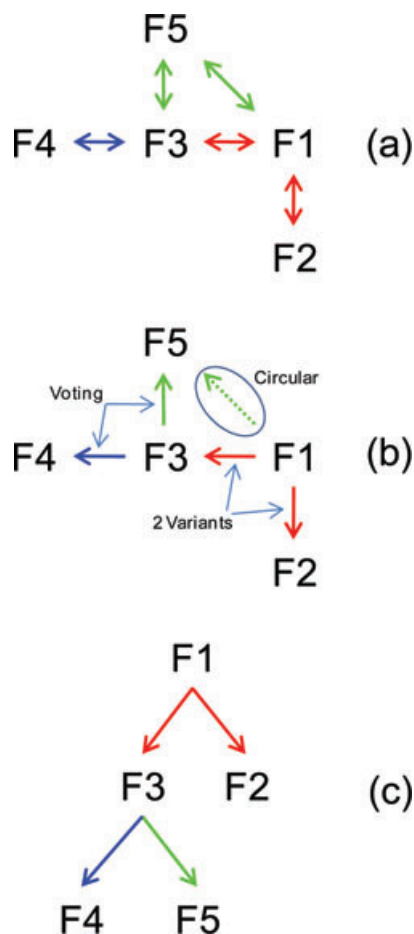 F5
F4 F3 F1 (a)
F2
F5
Voting Circular
F4 F3 F1 (b)
2 Variants
F2
F1
F3 F2 (c)
F4 F5